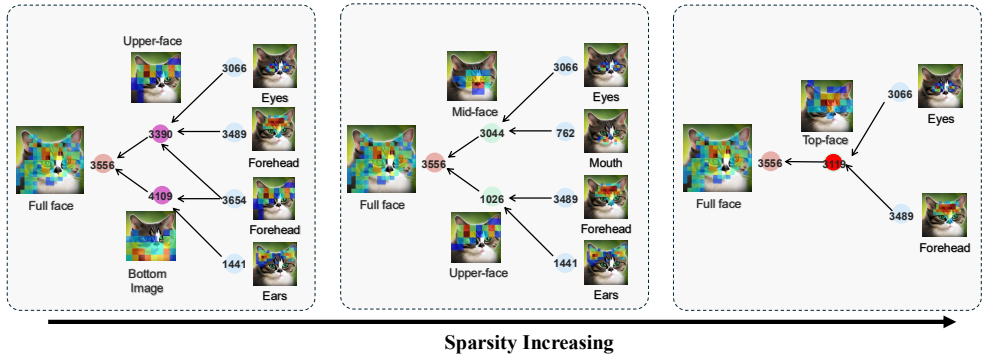 Upper-face
3066
Eyes
3489
Forehead
3390
3556
Full face
4109
3654
Forehead
Bottom
Image
1441
Ears
3066
Eyes
Mid-face
3044
762
Mouth
3556
Full face
1026
3489
Forehead
Upper-face
1441
Ears
3066
Eyes
Top-face
3556
3119
Full face
3489
Forehead
Sparsity Increasing